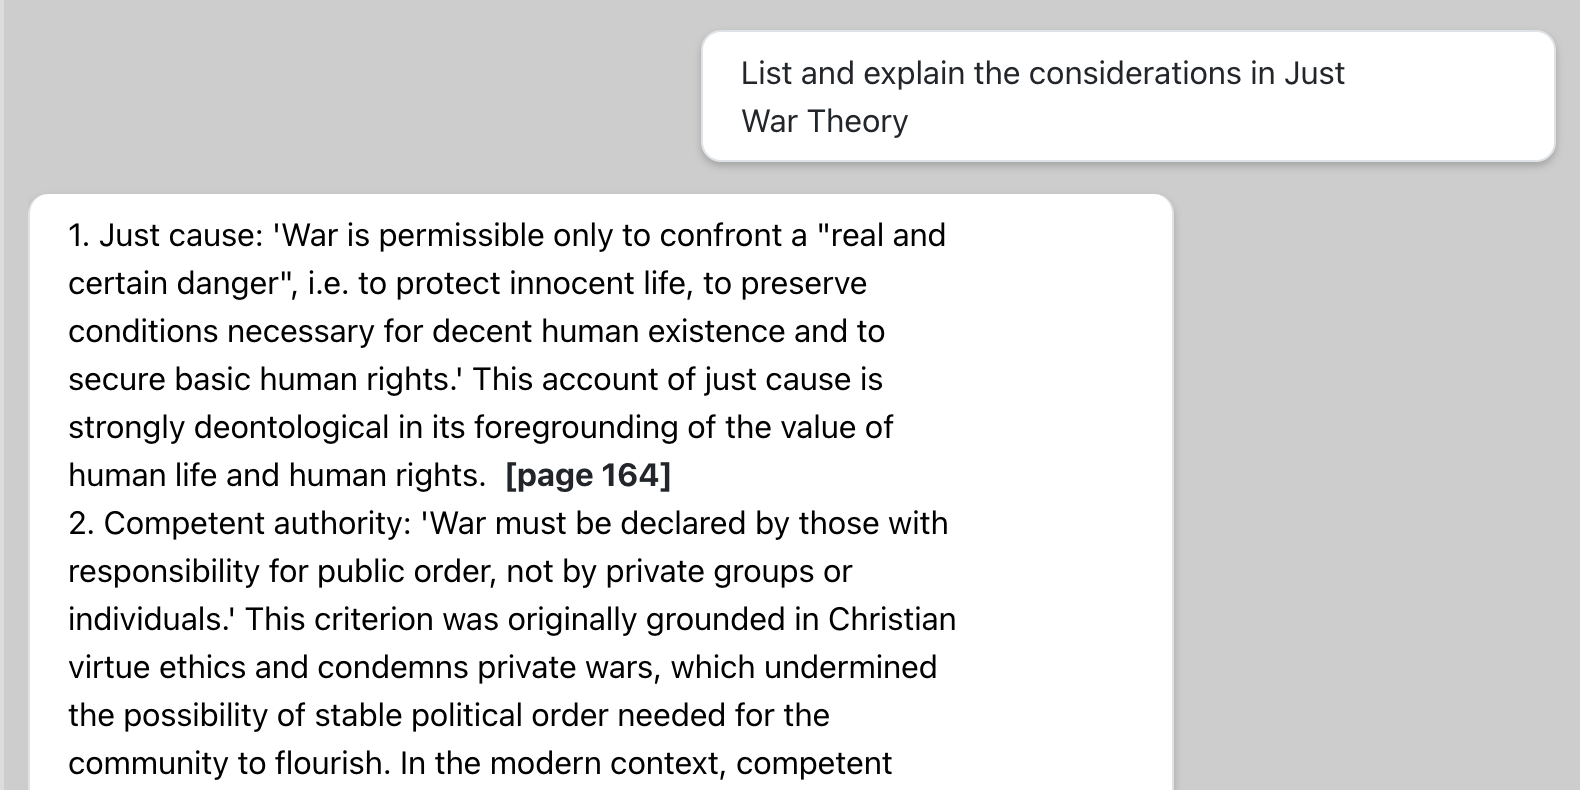 List and explain the considerations in Just
War Theory
1. Just cause: 'War is permissible only to confront a "real and
certain danger", i.e. to protect innocent life, to preserve
conditions necessary for decent human existence and to
secure basic human rights.' This account of just cause is
strongly deontological in its foregrounding of the value of
human life and human rights.  [page 164]
2. Competent authority: 'War must be declared by those with
responsibility for public order, not by private groups or
individuals.' This criterion was originally grounded in Christian
virtue ethics and condemns private wars, which undermined
the possibility of stable political order needed for the
community to flourish. In the modern context, competent